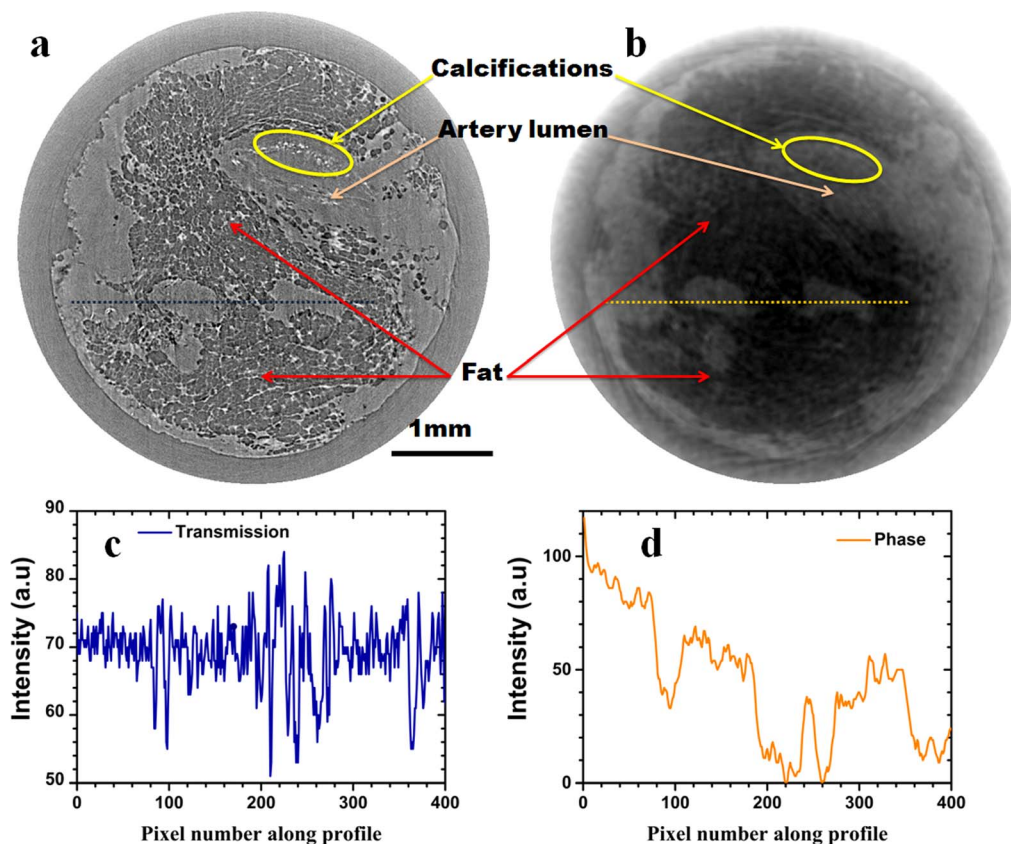 a
b
Calcifications
Artery lumen
Fat
1mm
c
Transmission
Intensity (a.u)
90
80
70
60
50
0
100
200
300
400
Pixel number along profile
d
Phase
Intensity (a.u)
100
50
0
0
100
200
300
400
Pixel number along profile